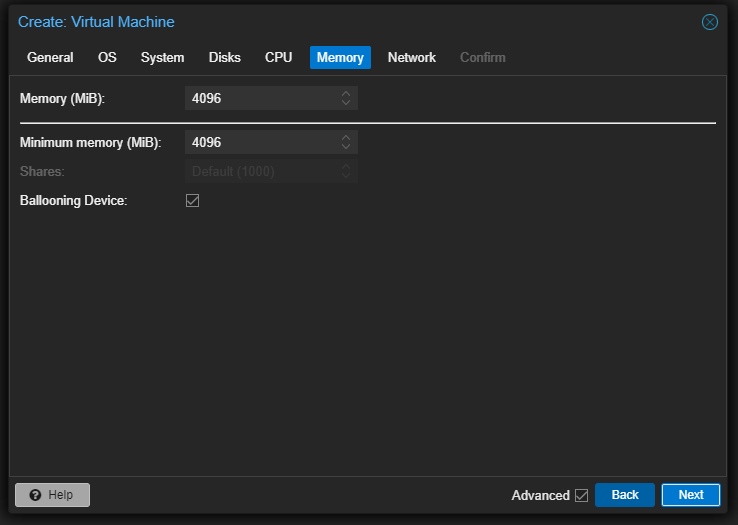 Create: Virtual Machine
General OS System Disks CPU Memory Network Confirm
Memory (MiB): 4096
Minimum memory (MiB): 4096
Shares: Default (1000)
Ballooning Device:
Help Advanced Back Next